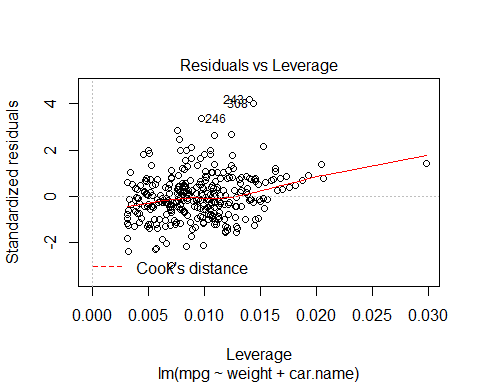 Residuals vs Leverage
Standardized residuals
4
2
0
-2
243
308
246
Cook's distance
0.000 0.005 0.010 0.015 0.020 0.025 0.030
Leverage
lm(mpg ~ weight + car.name)